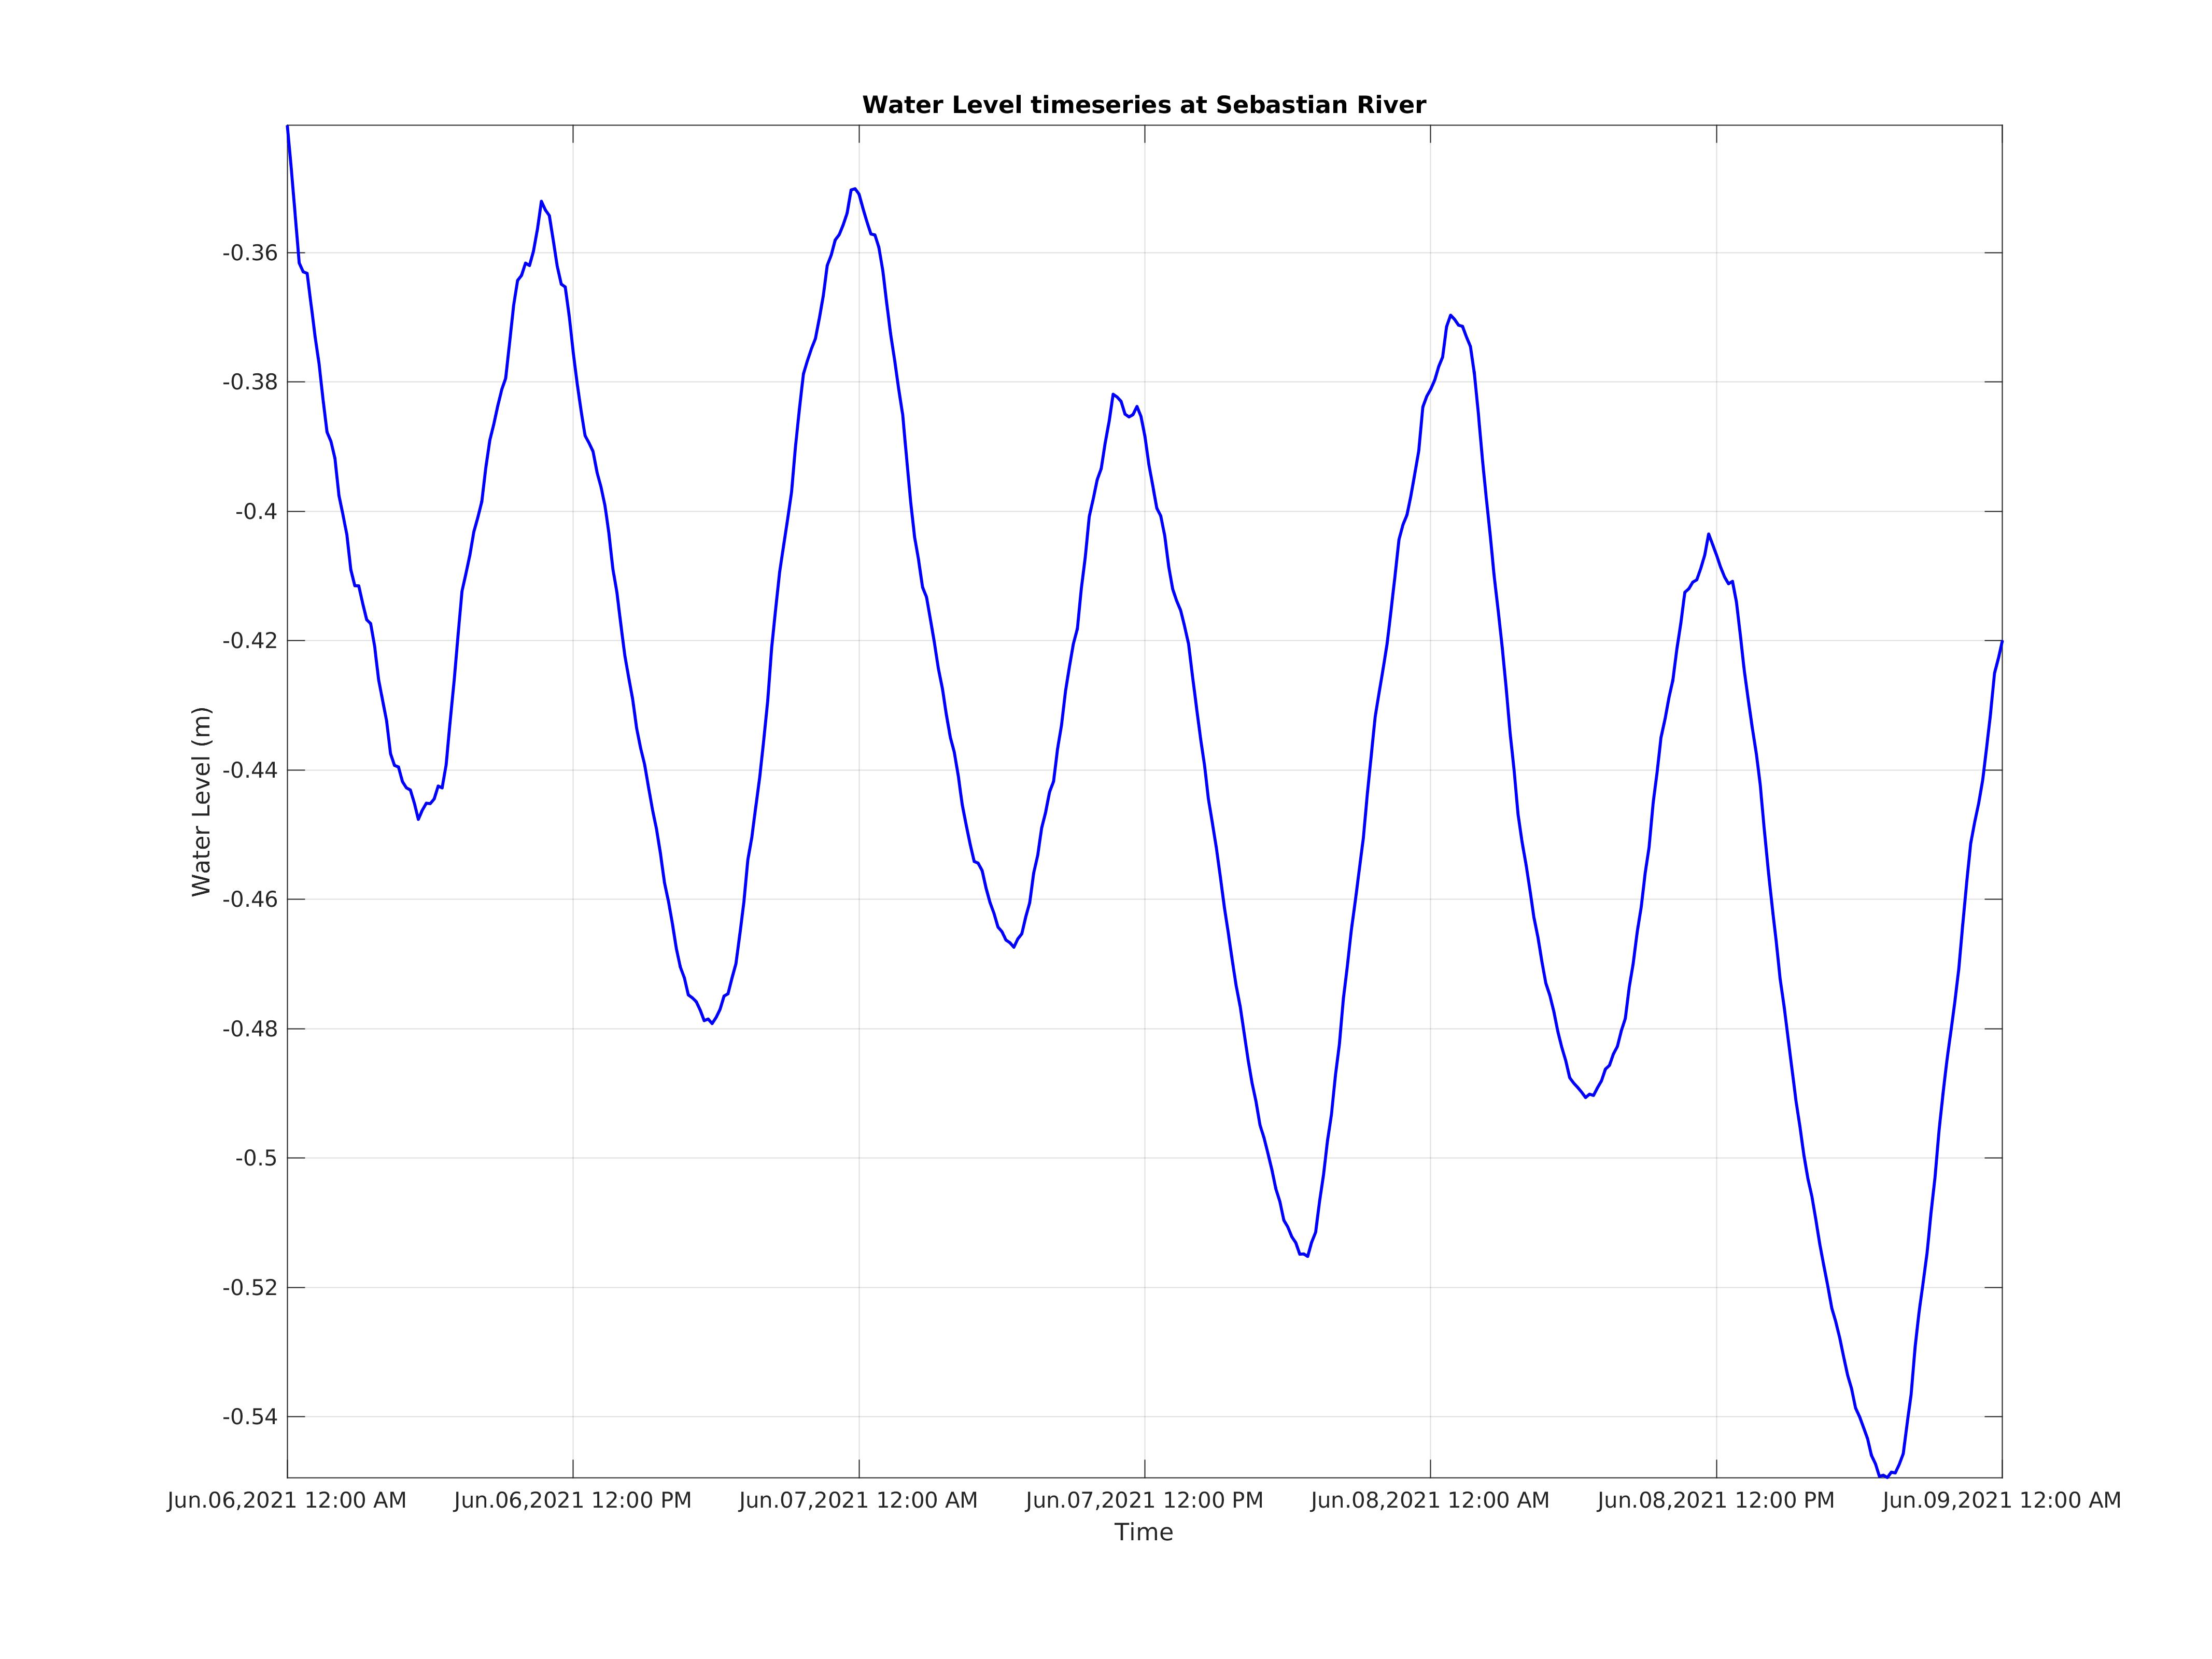 Water Level timeseries at Sebastian River
-0.36
-0.38
-0.4
-0.42
-0.44
-0.46
-0.48
-0.5
-0.52
-0.54
Water Level (m)
Jun.06,2021 12:00 AM Jun.06,2021 12:00 PM Jun.07,2021 12:00 AM Jun.07,2021 12:00 PM Jun.08,2021 12:00 AM Jun.08,2021 12:00 PM Jun.09,2021 12:00 AM
Time